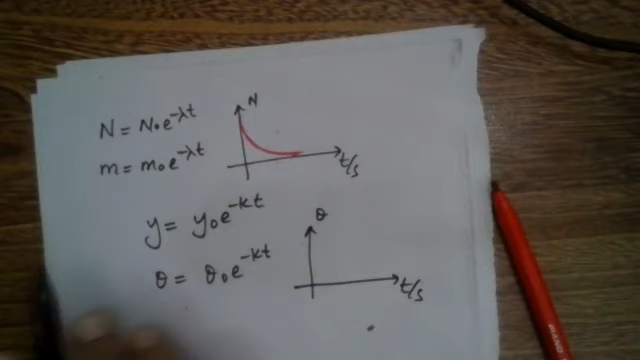 N = N₀e^-λt
N
m = m₀e^-λt
t/s
y = y₀e^-kt
θ
θ = θ₀e^-kt
t/s